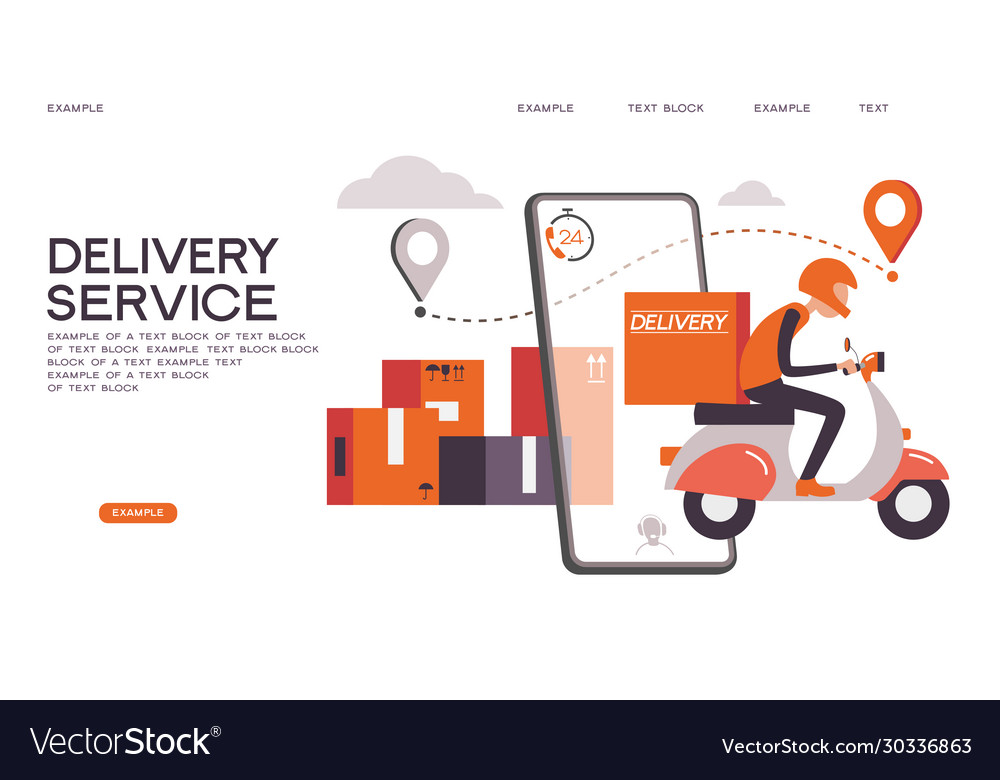 EXAMPLE
EXAMPLE TEXT BLOCK EXAMPLE TEXT
24
DELIVERY
SERVICE
EXAMPLE OF A TEXT BLOCK OF TEXT BLOCK
OF TEXT BLOCK EXAMPLE TEXT BLOCK BLOCK
BLOCK OF A TEXT EXAMPLE TEXT
EXAMPLE OF A TEXT BLOCK
OF TEXT BLOCK
DELIVERY
EXAMPLE
VectorStock®
VectorStock.com/30336863